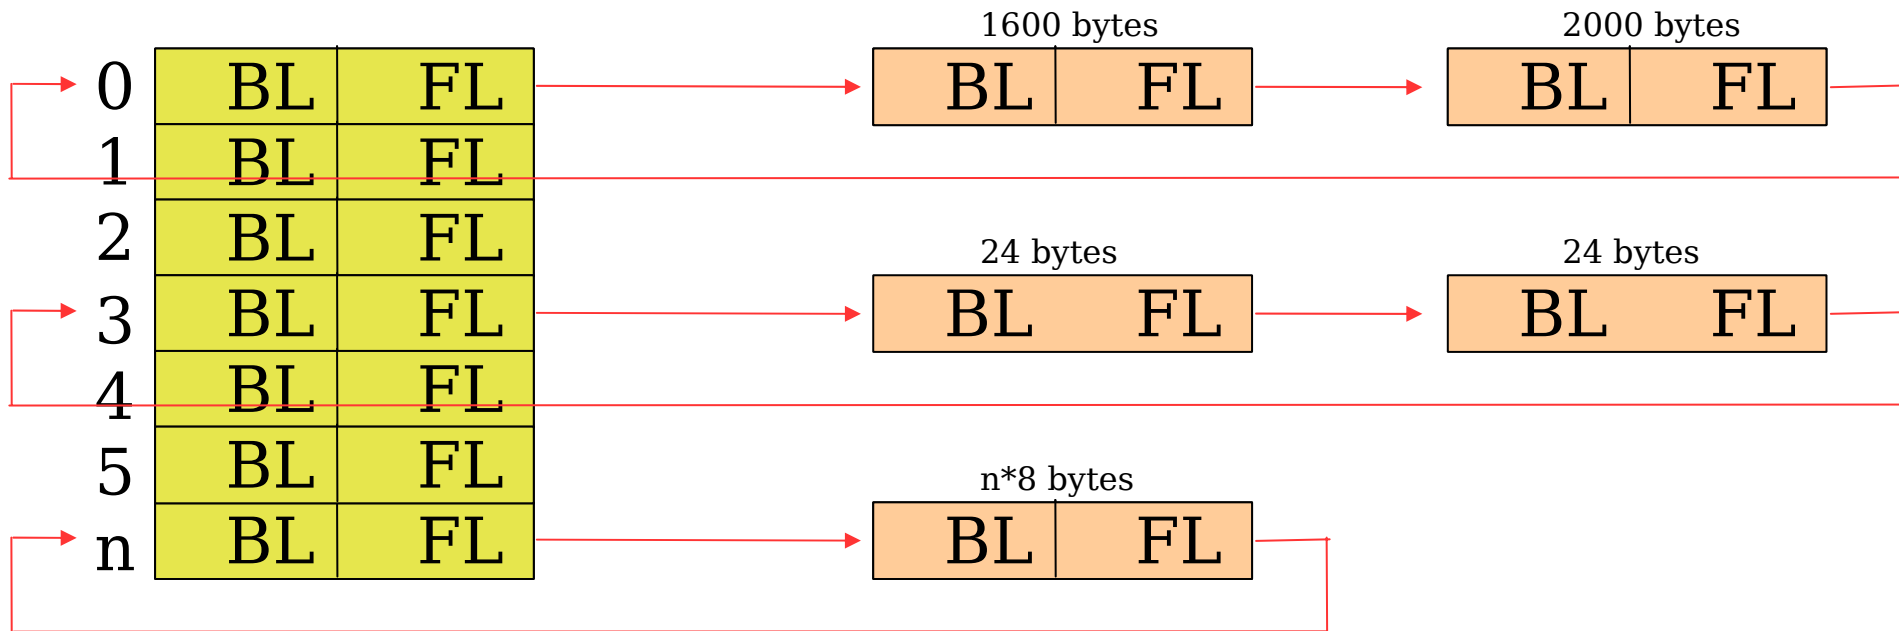 1600 bytes 2000 bytes
0 BL FL BL FL BL FL
1 BL FL
2 BL FL
24 bytes 24 bytes
3 BL FL BL FL BL FL
4 BL FL
5 BL FL
n*8 bytes
n BL FL BL FL